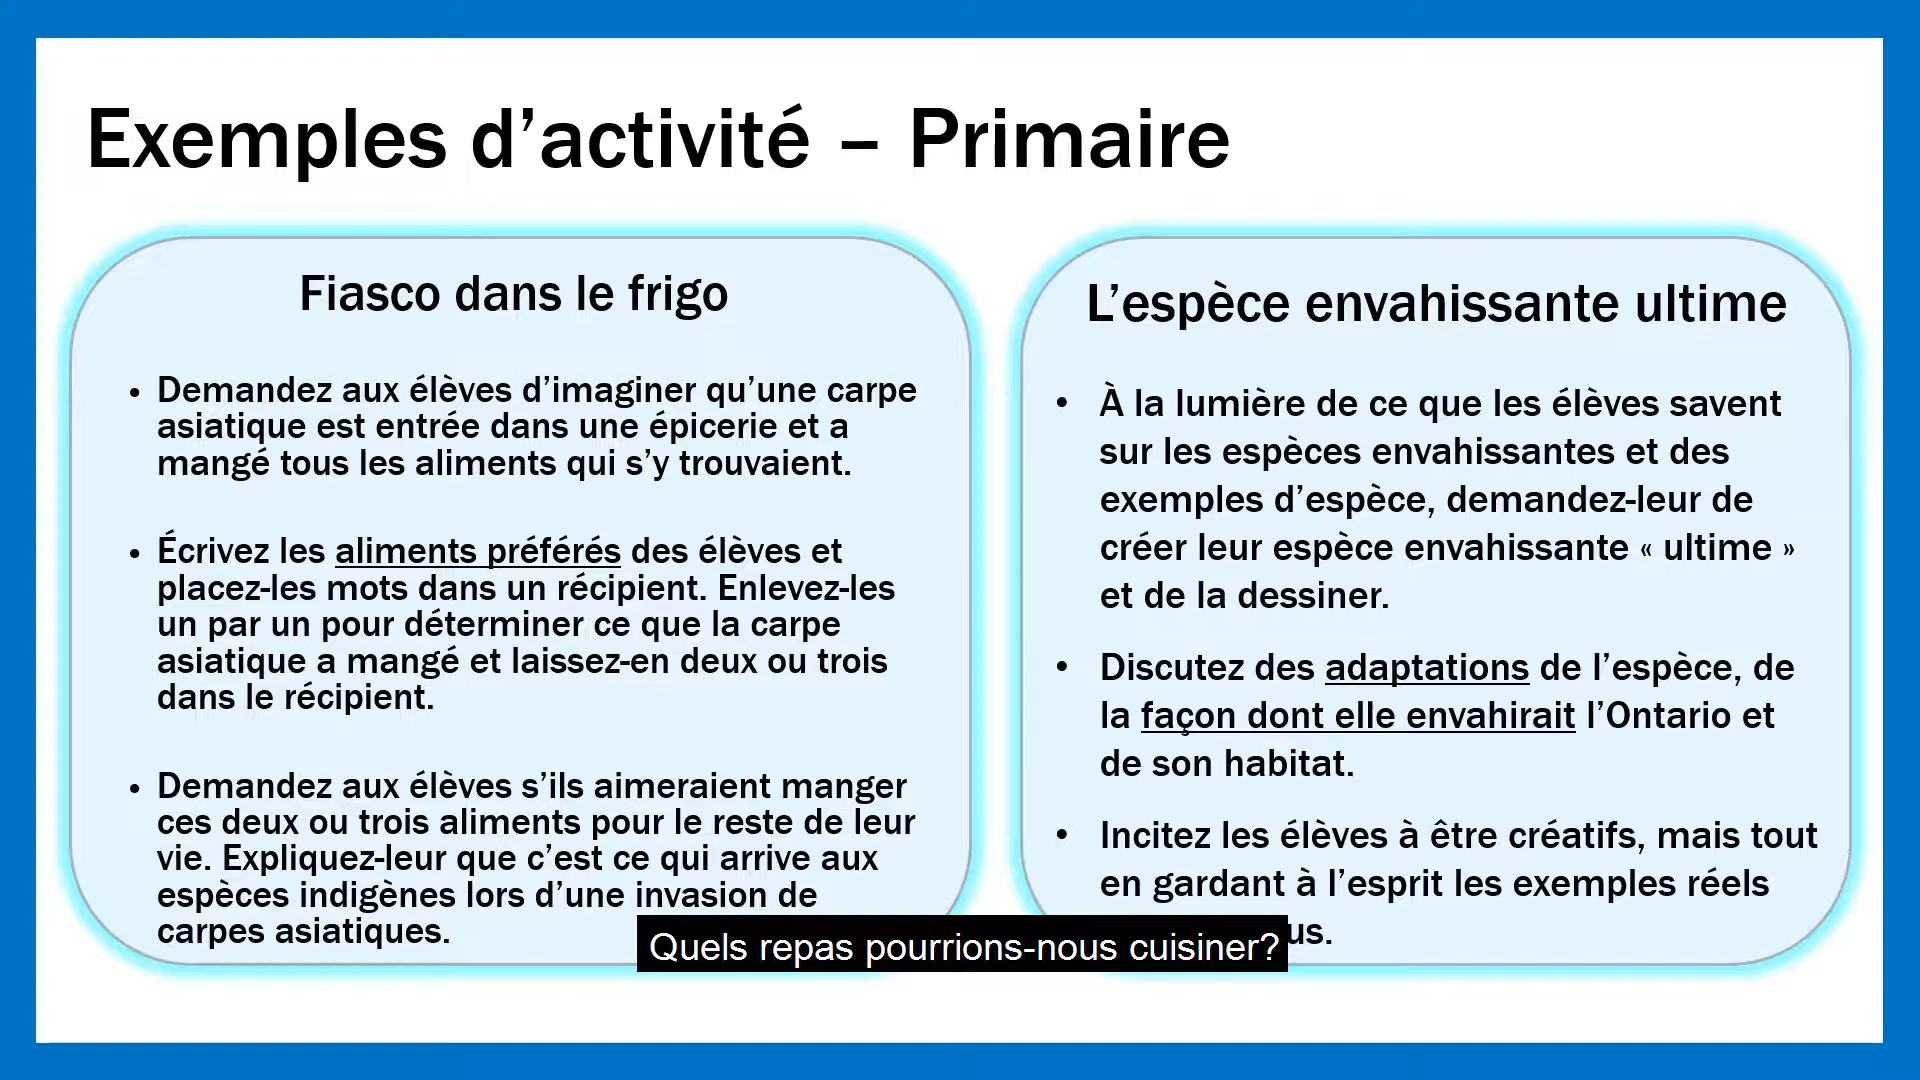 Exemples d’activité – Primaire
Fiasco dans le frigo
• Demandez aux élèves d’imaginer qu’une carpe
asiatique est entrée dans une épicerie et a
mangé tous les aliments qui s’y trouvaient.
• Écrivez les aliments préférés des élèves et
placez-les mots dans un récipient. Enlevez-les
un par un pour déterminer ce que la carpe
asiatique a mangé et laissez-en deux ou trois
dans le récipient.
• Demandez aux élèves s’ils aimeraient manger
ces deux ou trois aliments pour le reste de leur
vie. Expliquez-leur que c’est ce qui arrive aux
espèces indigènes lors d’une invasion de
carpes asiatiques.
L’espèce envahissante ultime
• À la lumière de ce que les élèves savent
sur les espèces envahissantes et des
exemples d’espèce, demandez-leur de
créer leur espèce envahissante « ultime »
et de la dessiner.
• Discutez des adaptations de l’espèce, de
la façon dont elle envahirait l’Ontario et
de son habitat.
• Incitez les élèves à être créatifs, mais tout
en gardant à l’esprit les exemples réels
Quels repas pourrions-nous cuisiner?